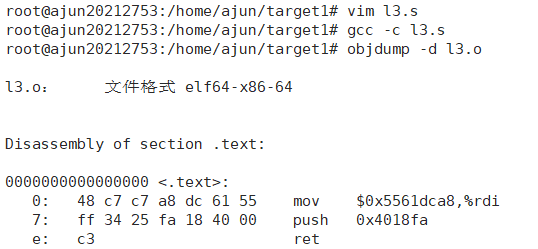 root@ajun20212753:/home/ajun/target1# vim l3.s
root@ajun20212753:/home/ajun/target1# gcc -c l3.s
root@ajun20212753:/home/ajun/target1# objdump -d l3.o
l3.o：     文件格式 elf64-x86-64
Disassembly of section .text:
0000000000000000 <.text>:
   0:   48 c7 c7 a8 dc 61 55    mov    $0x5561dca8,%rdi
   7:   ff 34 25 fa 18 40 00    push   0x4018fa
   e:   c3                      ret